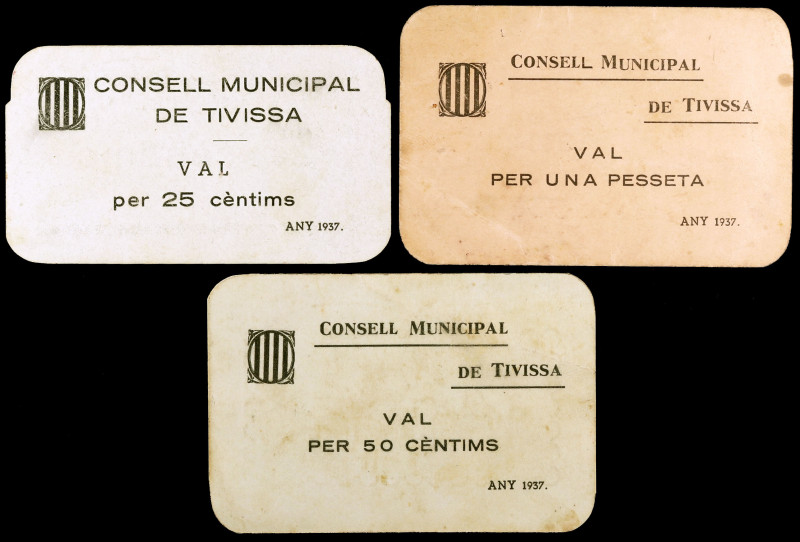 CONSELL MUNICIPAL
DE TIVISSA
VAL
per 25 cèntims
ANY 1937.
CONSELL MUNICIPAL
DE TIVISSA
VAL
PER UNA PESSETA
ANY 1937.
CONSELL MUNICIPAL
DE TIVISSA
VAL
PER 50 CÈNTIMS
ANY 1937.